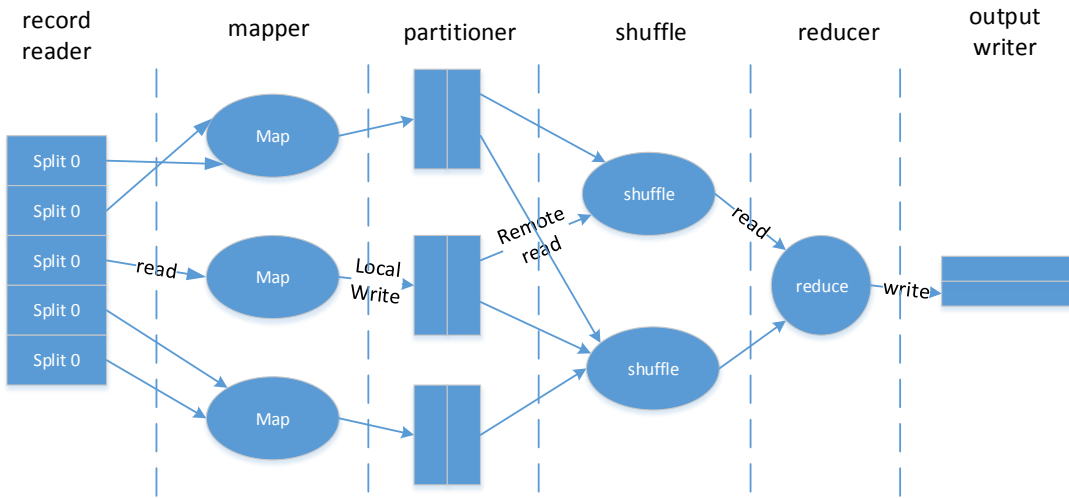 record
reader
mapper
partitioner
shuffle
reducer
output
writer
Split 0
Split 0
Split 0
Split 0
Split 0
Map
Map
Map
read
Local
Write
Remote
read
shuffle
shuffle
read
reduce
write